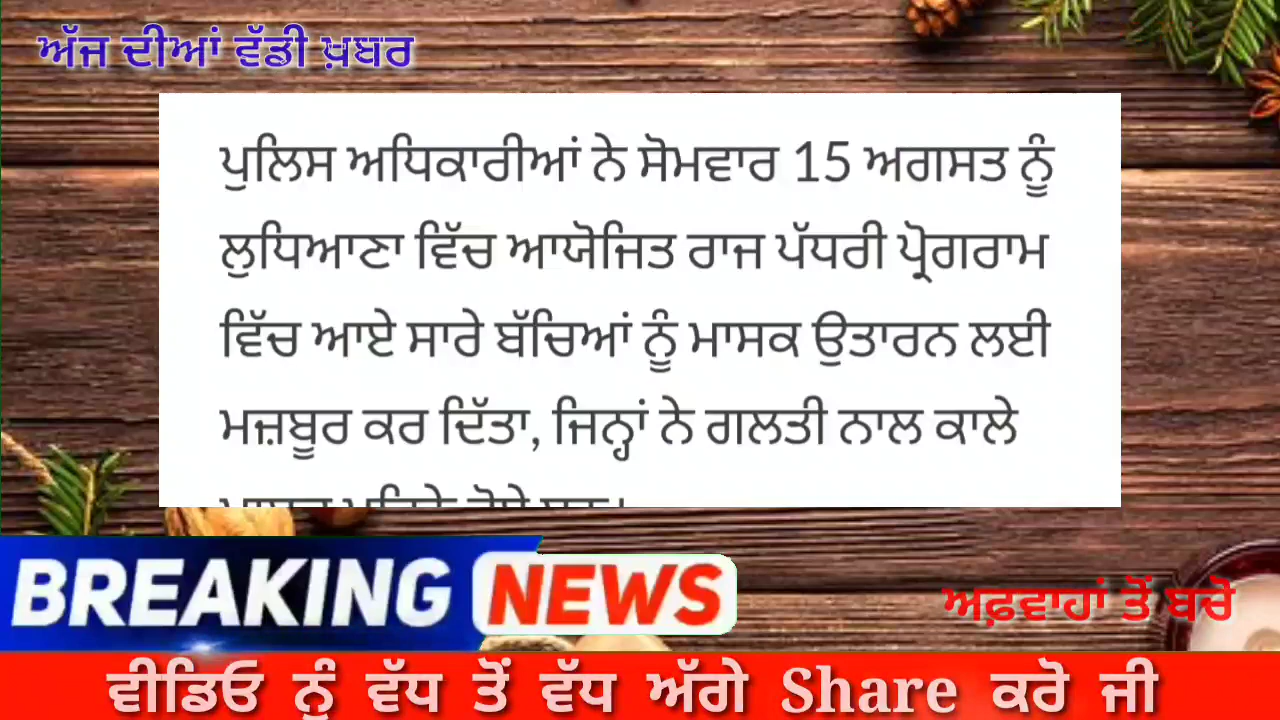 ਅੱਜ ਦੀਆਂ ਵੱਡੀ ਖ਼ਬਰ
ਪੁਲਿਸ ਅਧਿਕਾਰੀਆਂ ਨੇ ਸੋਮਵਾਰ 15 ਅਗਸਤ ਨੂੰ
ਲੁਧਿਆਣਾ ਵਿੱਚ ਆਯੋਜਿਤ ਰਾਜ ਪੱਧਰੀ ਪ੍ਰੋਗਰਾਮ
ਵਿੱਚ ਆਏ ਸਾਰੇ ਬੱਚਿਆਂ ਨੂੰ ਮਾਸਕ ਉਤਾਰਨ ਲਈ
ਮਜ਼ਬੂਰ ਕਰ ਦਿੱਤਾ, ਜਿਨ੍ਹਾਂ ਨੇ ਗਲਤੀ ਨਾਲ ਕਾਲੇ
BREAKING NEWS
ਅਫ਼ਵਾਹਾਂ ਤੋਂ ਬਚੋ
ਵੀਡਿਓ ਨੂੰ ਵੱਧ ਤੋਂ ਵੱਧ ਅੱਗੇ Share ਕਰੋ ਜੀ